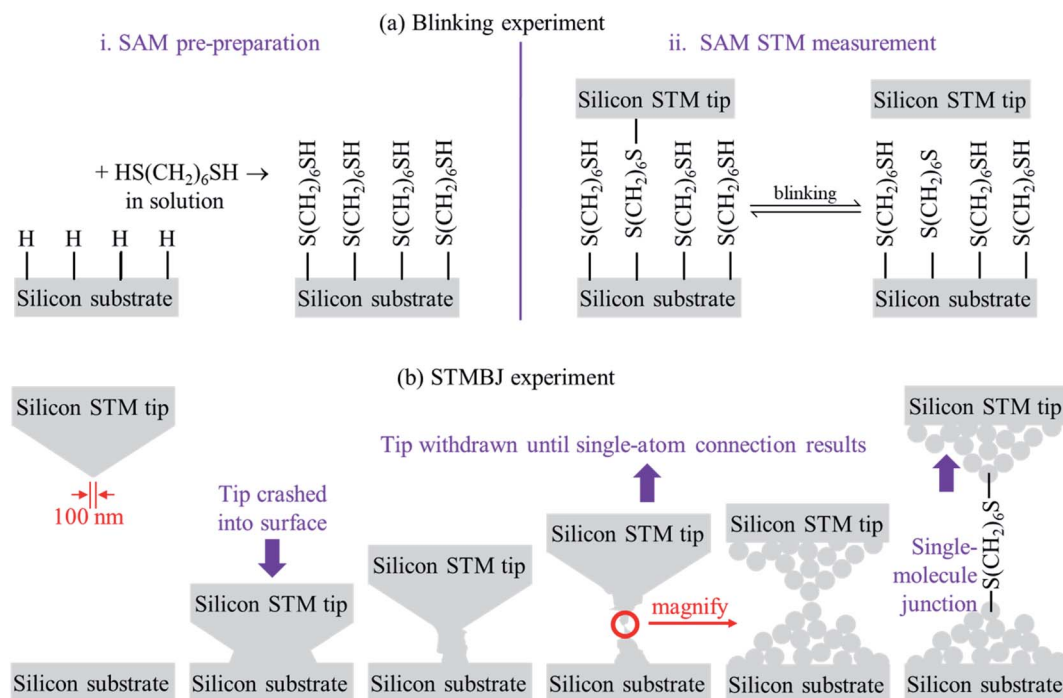 (a) Blinking experiment
i. SAM pre-preparation
ii. SAM STM measurement
+ HS(CH2)6SH →
in solution
H H H H
Silicon substrate
S(CH2)6SH
S(CH2)6SH
S(CH2)6SH
S(CH2)6SH
Silicon substrate
Silicon STM tip
S(CH2)6SH
S(CH2)6S
S(CH2)6SH
S(CH2)6SH
Silicon substrate
blinking
Silicon STM tip
S(CH2)6SH
S(CH2)6S
S(CH2)6SH
S(CH2)6SH
Silicon substrate
(b) STMBJ experiment
Silicon STM tip
100 nm
Silicon substrate
Tip crashed
into surface
Silicon STM tip
Silicon substrate
Silicon STM tip
Silicon substrate
Tip withdrawn until single-atom connection results
Silicon STM tip
magnify
Silicon substrate
Silicon STM tip
Silicon substrate
Silicon STM tip
S(CH2)6S
Single-
molecule
junction
Silicon substrate